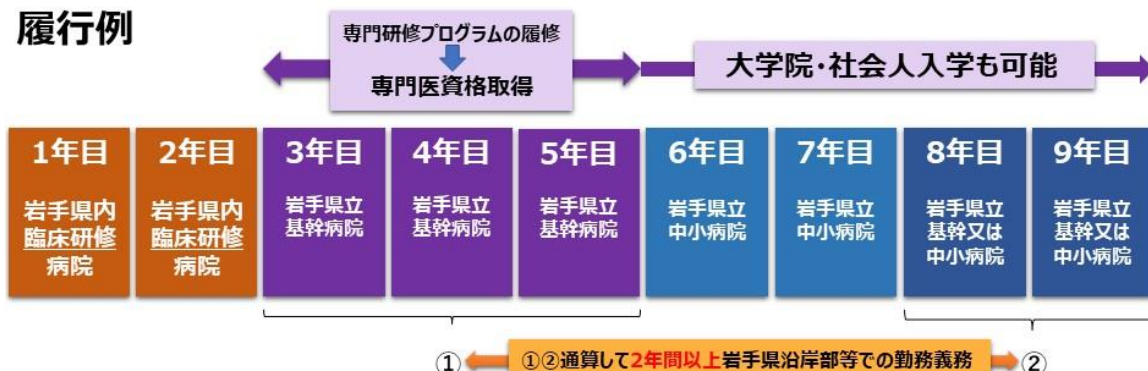 履行例
専門研修プログラムの履修
専門医資格取得
大学院・社会人入学も可能
1年目
岩手県内
臨床研修
病院
2年目
岩手県内
臨床研修
病院
3年目
岩手県立
基幹病院
4年目
岩手県立
基幹病院
5年目
岩手県立
基幹病院
6年目
岩手県立
中小病院
7年目
岩手県立
中小病院
8年目
岩手県立
基幹又は
中小病院
9年目
岩手県立
基幹又は
中小病院
①
①②通算して2年間以上岩手県沿岸部等での勤務義務
②